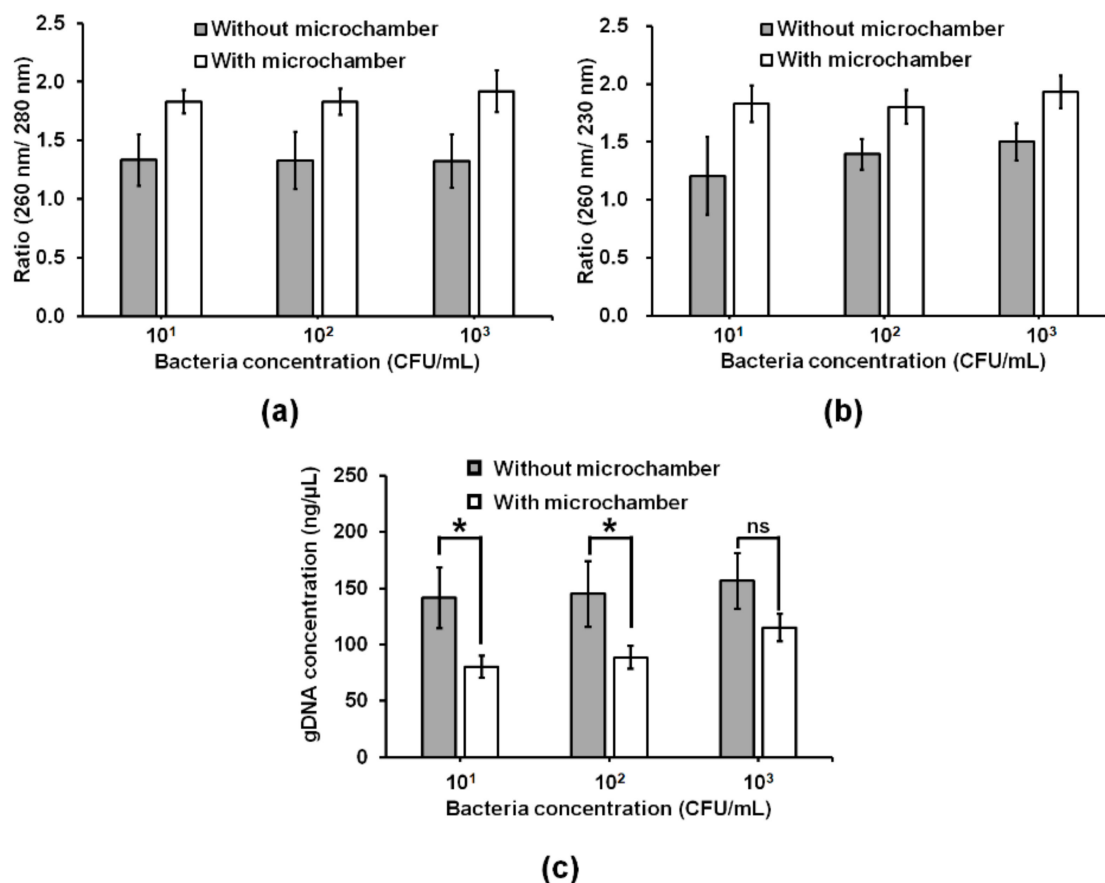 Without microchamber
With microchamber
Ratio (260 nm/ 280 nm)
2.5
2.0
1.5
1.0
0.5
0.0
10¹ 10² 10³
Bacteria concentration (CFU/mL)
(a)
Without microchamber
With microchamber
Ratio (260 nm/ 230 nm)
2.5
2.0
1.5
1.0
0.5
0.0
10¹ 10² 10³
Bacteria concentration (CFU/mL)
(b)
Without microchamber
With microchamber
gDNA concentration (ng/µL)
250
200
150
100
50
0
* * ns
10¹ 10² 10³
Bacteria concentration (CFU/mL)
(c)